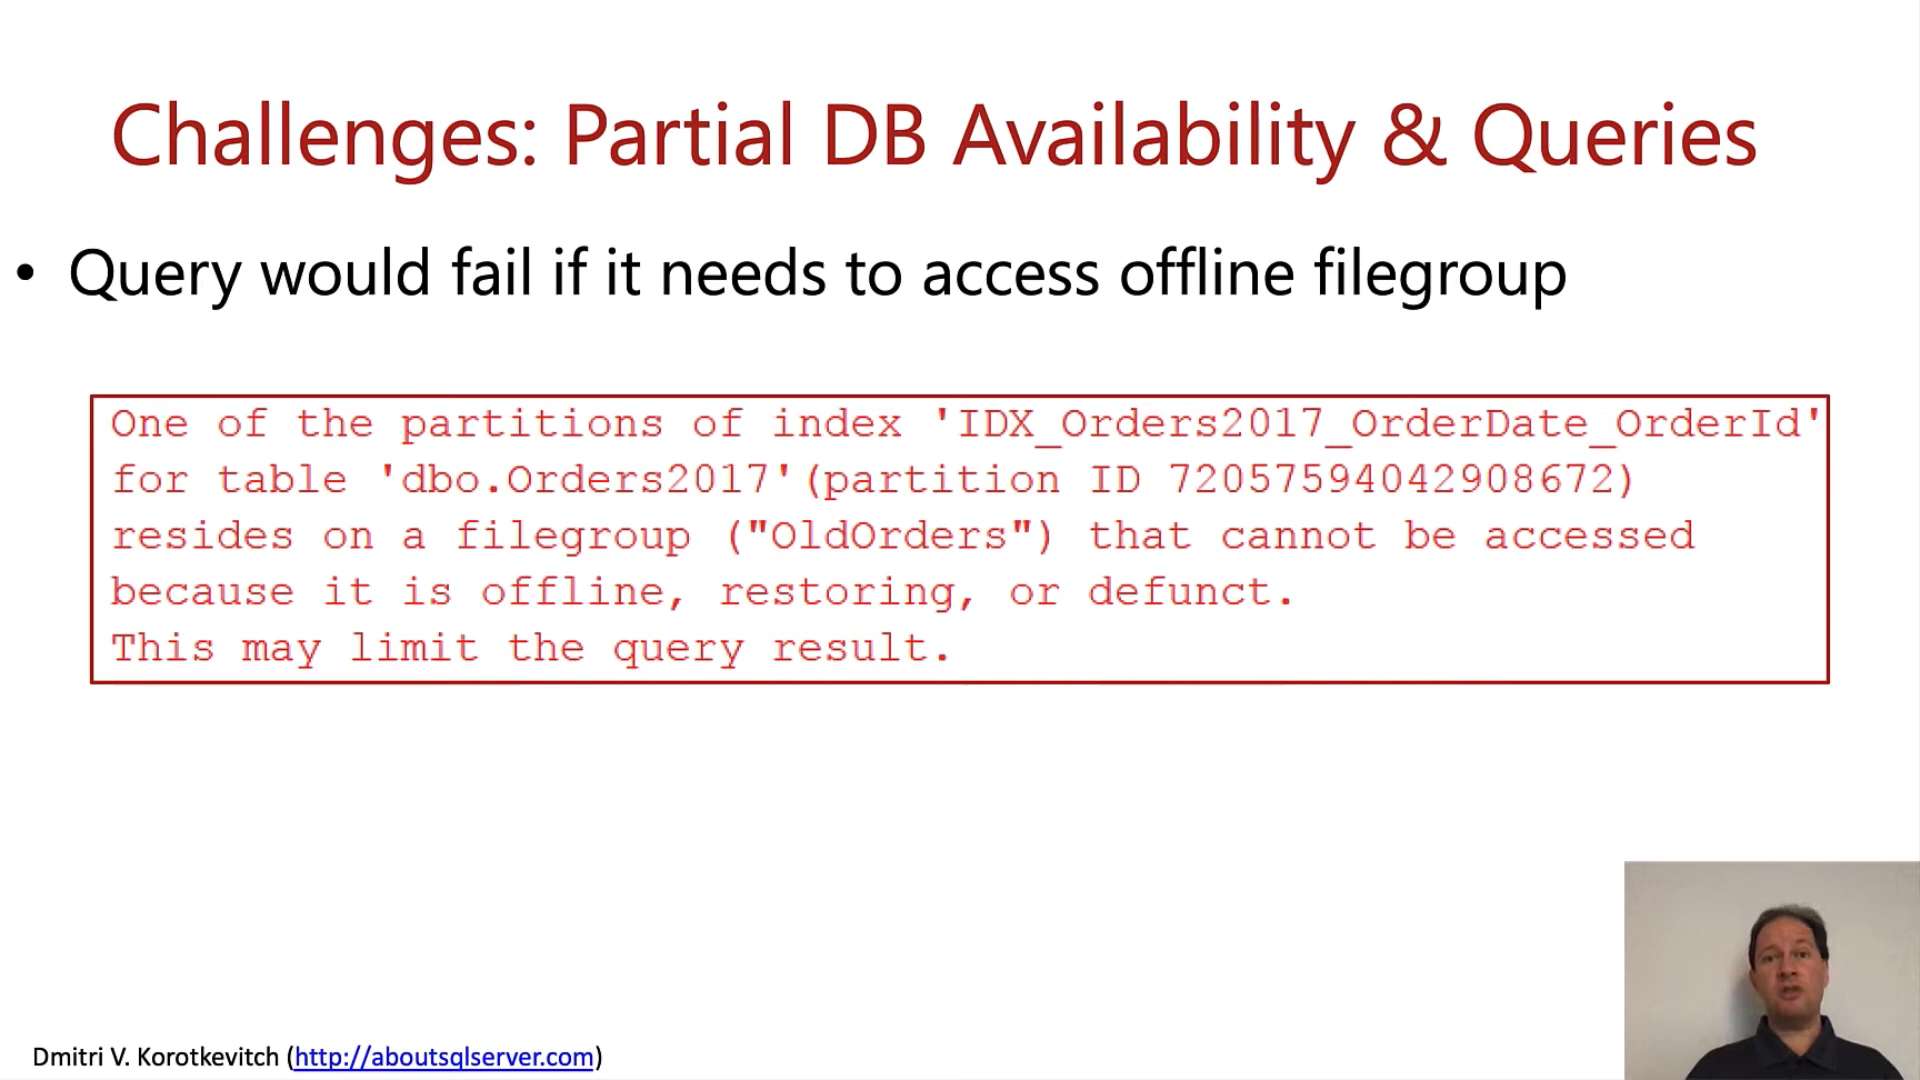 Challenges: Partial DB Availability & Queries
• Query would fail if it needs to access offline filegroup
One of the partitions of index 'IDX_Orders2017_OrderDate_OrderId'
for table 'dbo.Orders2017'(partition ID 72057594042908672)
resides on a filegroup ("OldOrders") that cannot be accessed
because it is offline, restoring, or defunct.
This may limit the query result.
Dmitri V. Korotkevitch (http://aboutsqlserver.com)